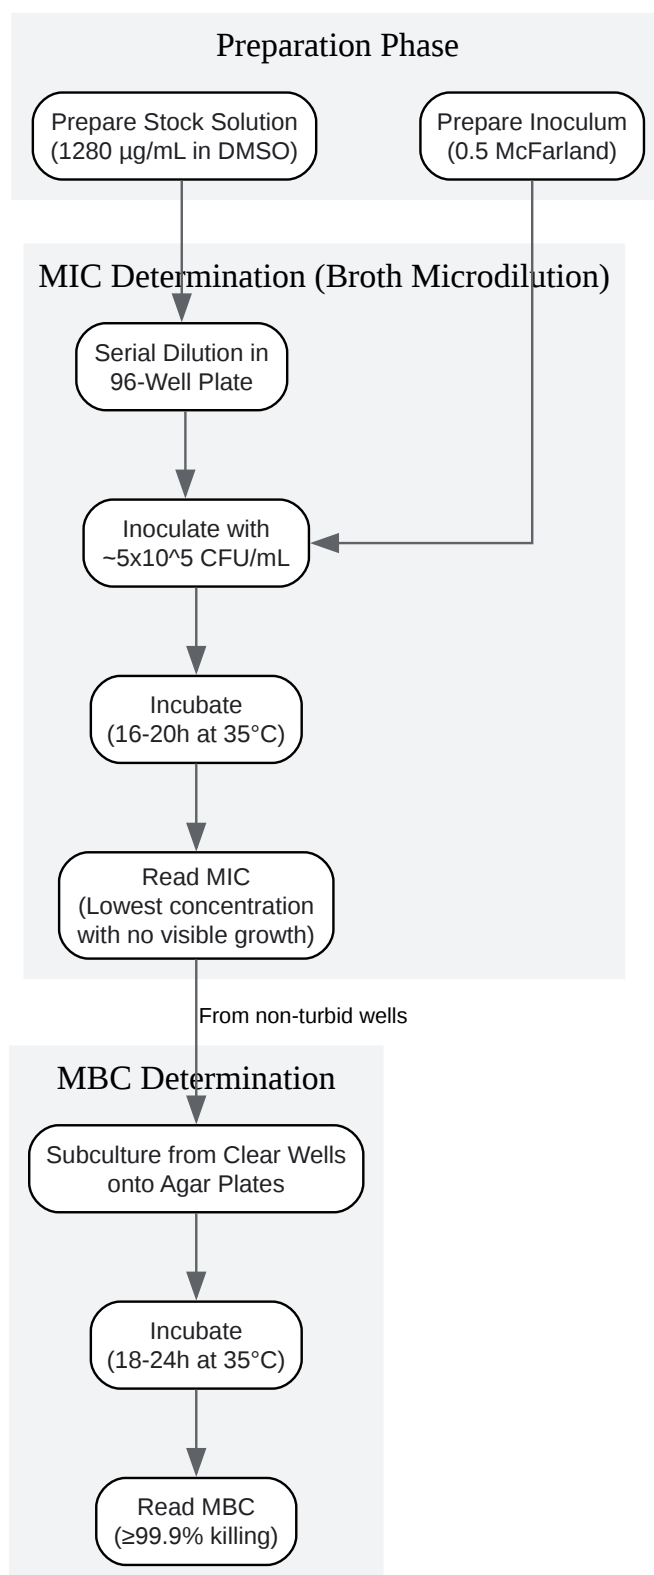 Preparation Phase
Prepare Stock Solution
(1280 µg/mL in DMSO)
Prepare Inoculum
(0.5 McFarland)
MIC Determination (Broth Microdilution)
Serial Dilution in
96-Well Plate
Inoculate with
~5x10^5 CFU/mL
Incubate
(16-20h at 35°C)
Read MIC
(Lowest concentration
with no visible growth)
From non-turbid wells
MBC Determination
Subculture from Clear Wells
onto Agar Plates
Incubate
(18-24h at 35°C)
Read MBC
(≥99.9% killing)